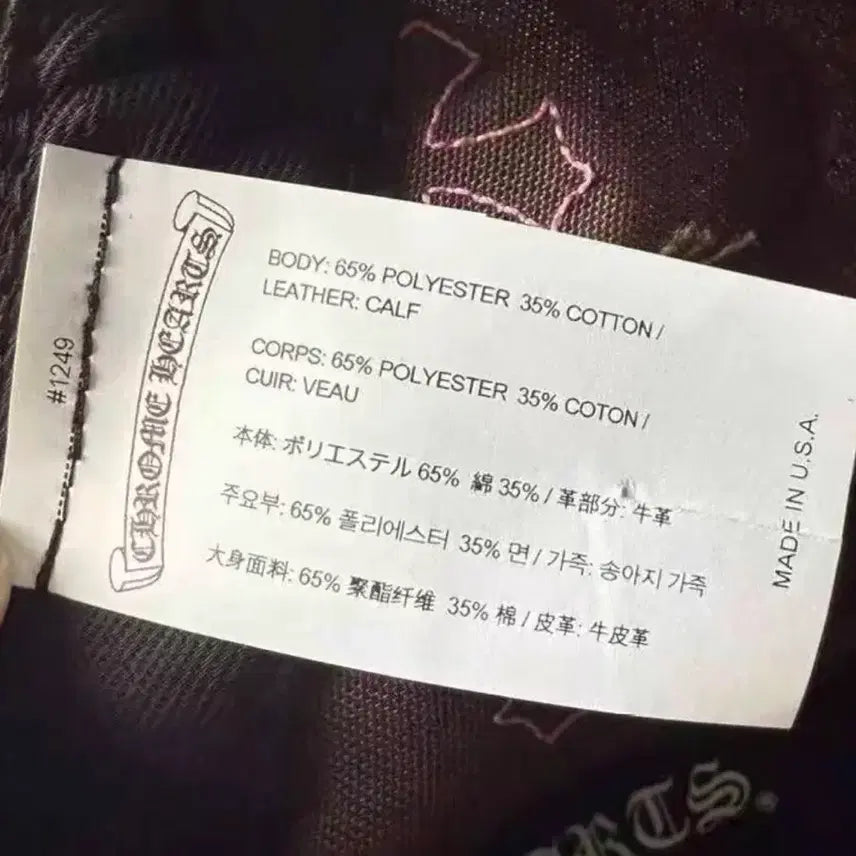 #1249
CHROME HEARTS
BODY: 65% POLYESTER 35% COTTON /
LEATHER: CALF
CORPS: 65% POLYESTER 35% COTON /
CUIR: VEAU
本体: ポリエステル 65% 綿 35% / 革部分: 牛革
주요부: 65% 폴리에스터 35% 면 / 가죽: 송아지 가죽
大身面料: 65% 聚酯纤维 35% 棉 / 皮革: 牛皮革
MADE IN U.S.A.